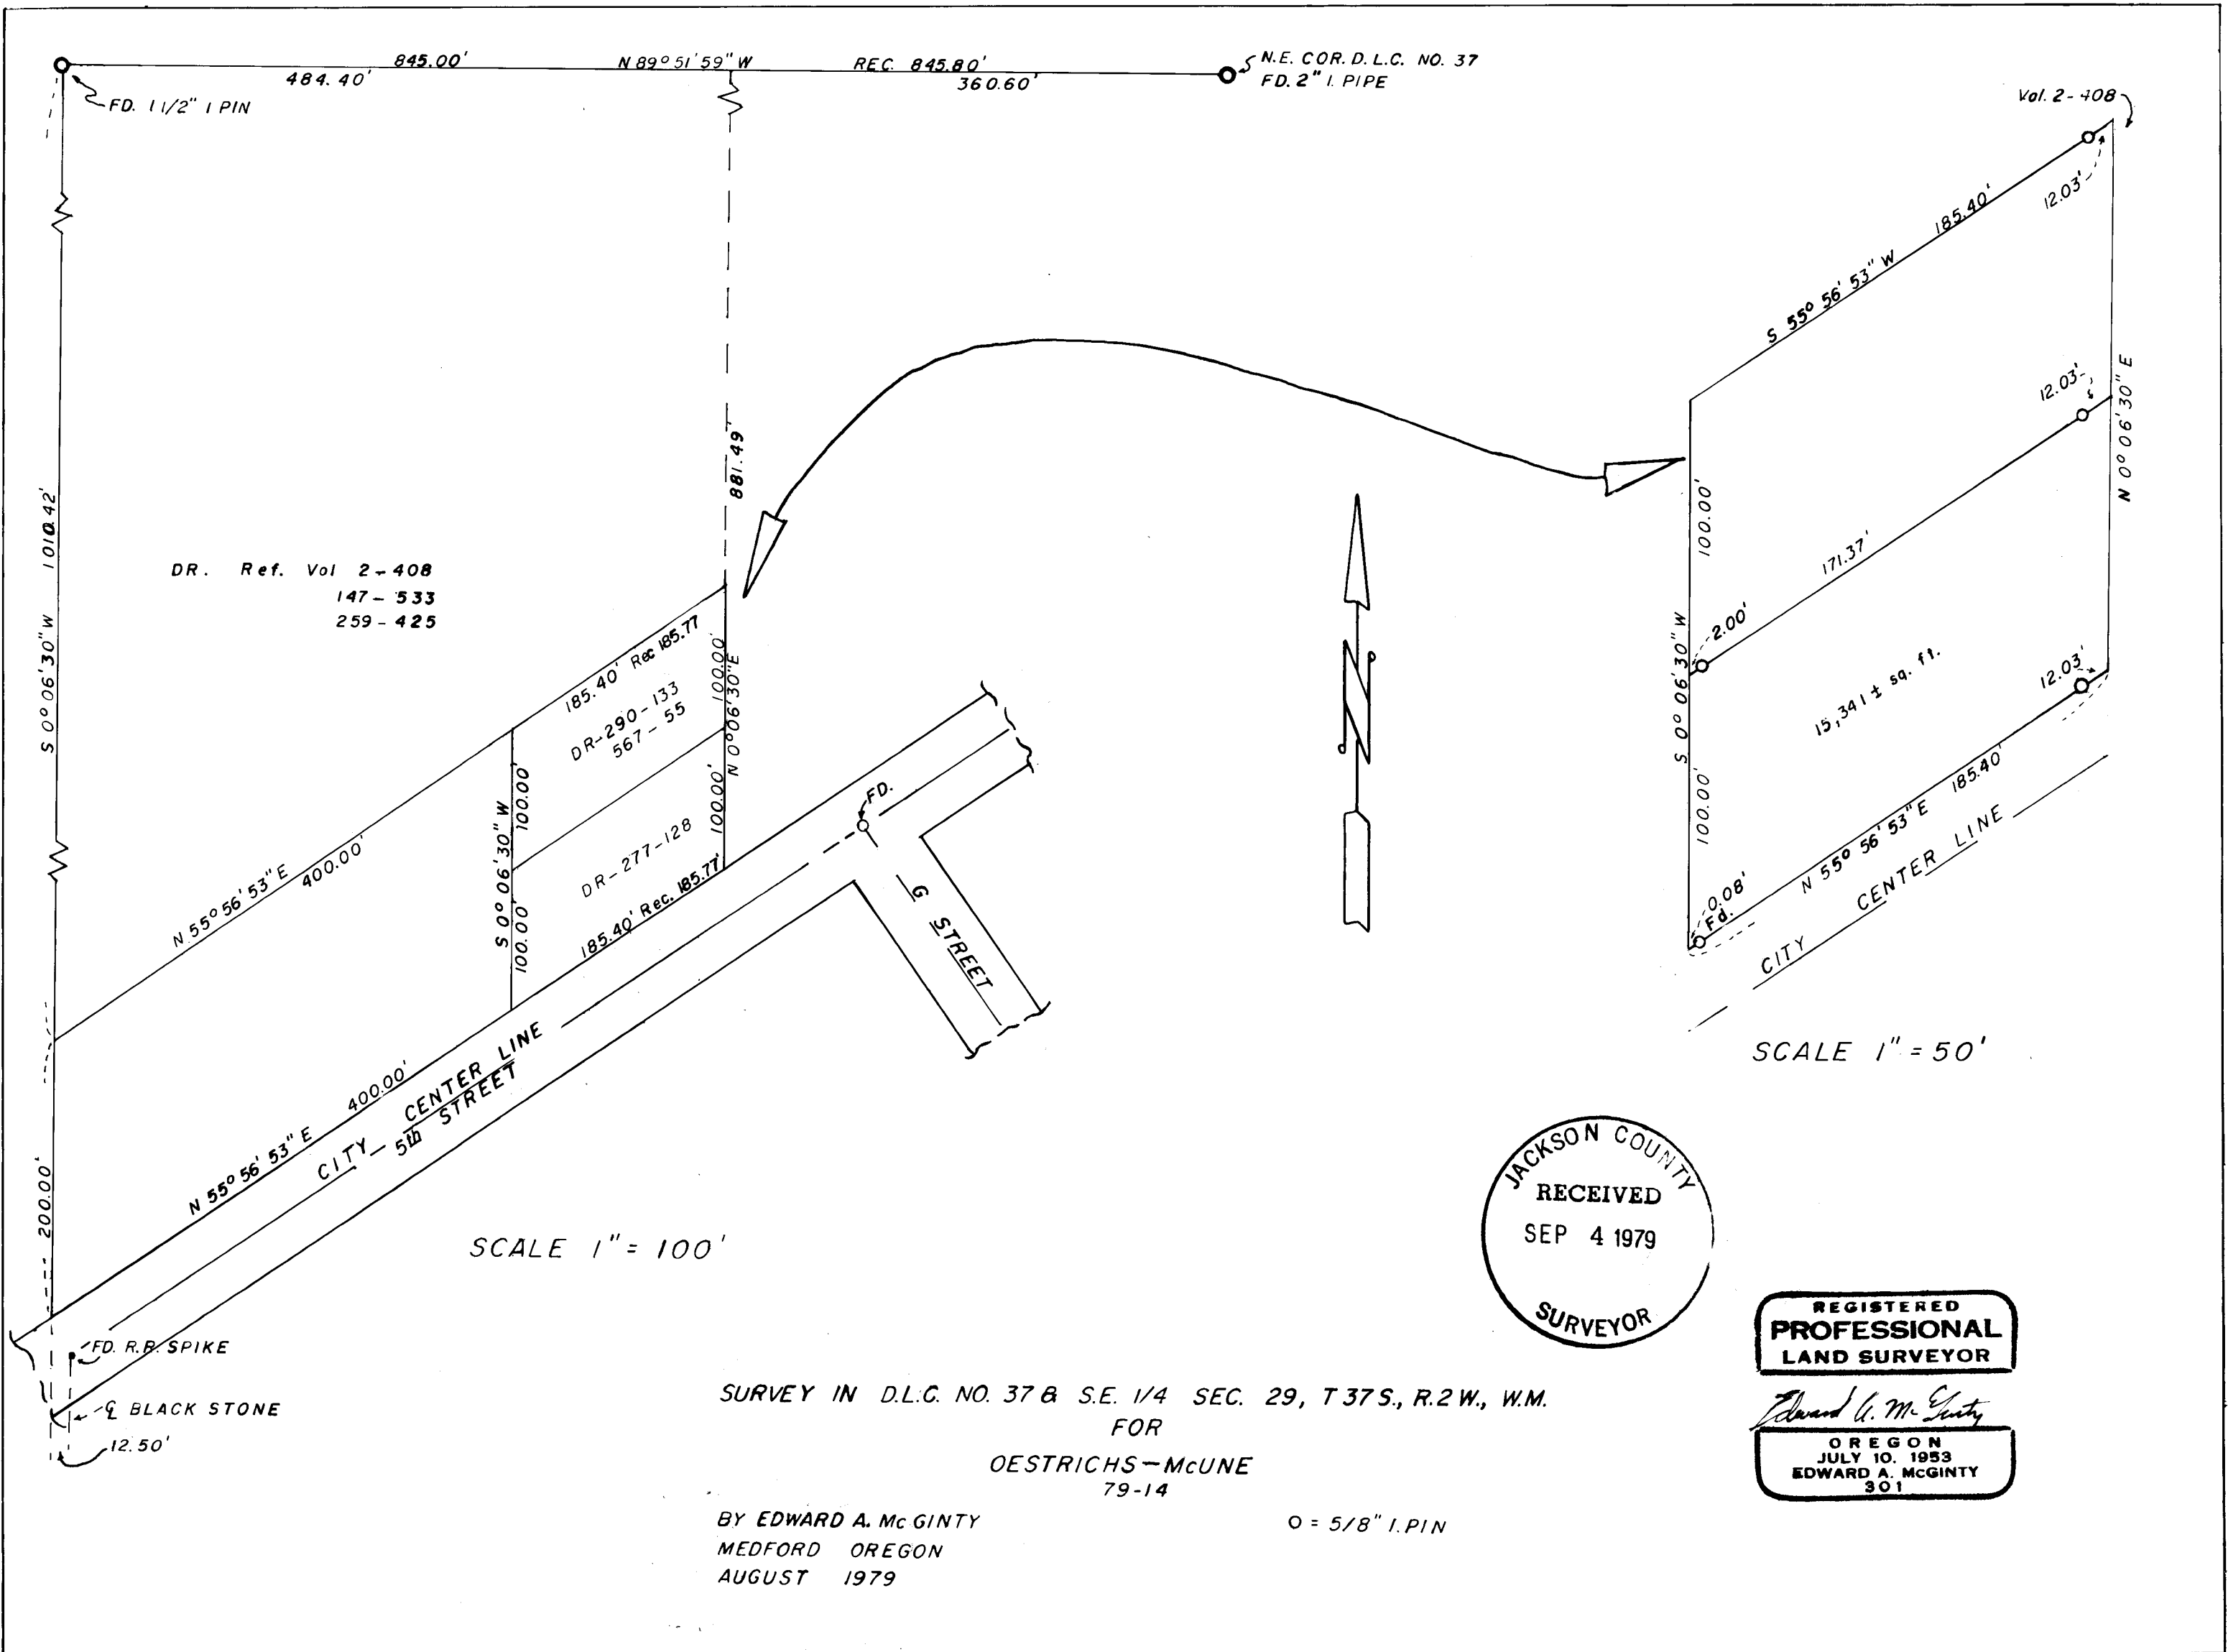 845.00'
N 89° 51' 59" W
REC. 845.80'
484.40'
360.60'
N.E. COR. D.L.C. NO. 37
FD. 2" I. PIPE
FD. 1 1/2" I PIN
Vol. 2-408
12.03'
185.40'
S 55° 56' 53" W
12.03'
N 0° 06' 30" E
100.00'
171.37'
2.00'
S 0° 06' 30" W
15,341 ± sq. ft.
12.03'
100.00'
185.40'
N 55° 56' 53" E
0.08'
Fd.
CITY CENTER LINE
SCALE 1" = 50'
881.49'
S 0° 06' 30" W 1010.42'
DR. Ref. Vol 2-408
147-533
259-425
185.40' Rec 185.77
DR-290-133
567-55
100.00'
N 0° 06' 30" E
100.00'
S 0° 06' 30" W
100.00'
100.00'
DR-277-128
185.40' Rec. 185.77'
FD.
G STREET
N 55° 56' 53" E
400.00'
N 55° 56' 53" E
400.00'
CITY CENTER LINE
5th STREET
200.00'
SCALE 1" = 100'
FD. R.R. SPIKE
℄ BLACK STONE
12.50'
JACKSON COUNTY
RECEIVED
SEP 4 1979
SURVEYOR
REGISTERED
PROFESSIONAL
LAND SURVEYOR
Edward A. McGinty
OREGON
JULY 10. 1953
EDWARD A. McGINTY
301
SURVEY IN D.L.C. NO. 37 & S.E. 1/4 SEC. 29, T 37 S., R.2 W., W.M.
FOR
OESTRICHS-McUNE
79-14
BY EDWARD A. Mc GINTY
MEDFORD OREGON
AUGUST 1979
O = 5/8" I. PIN